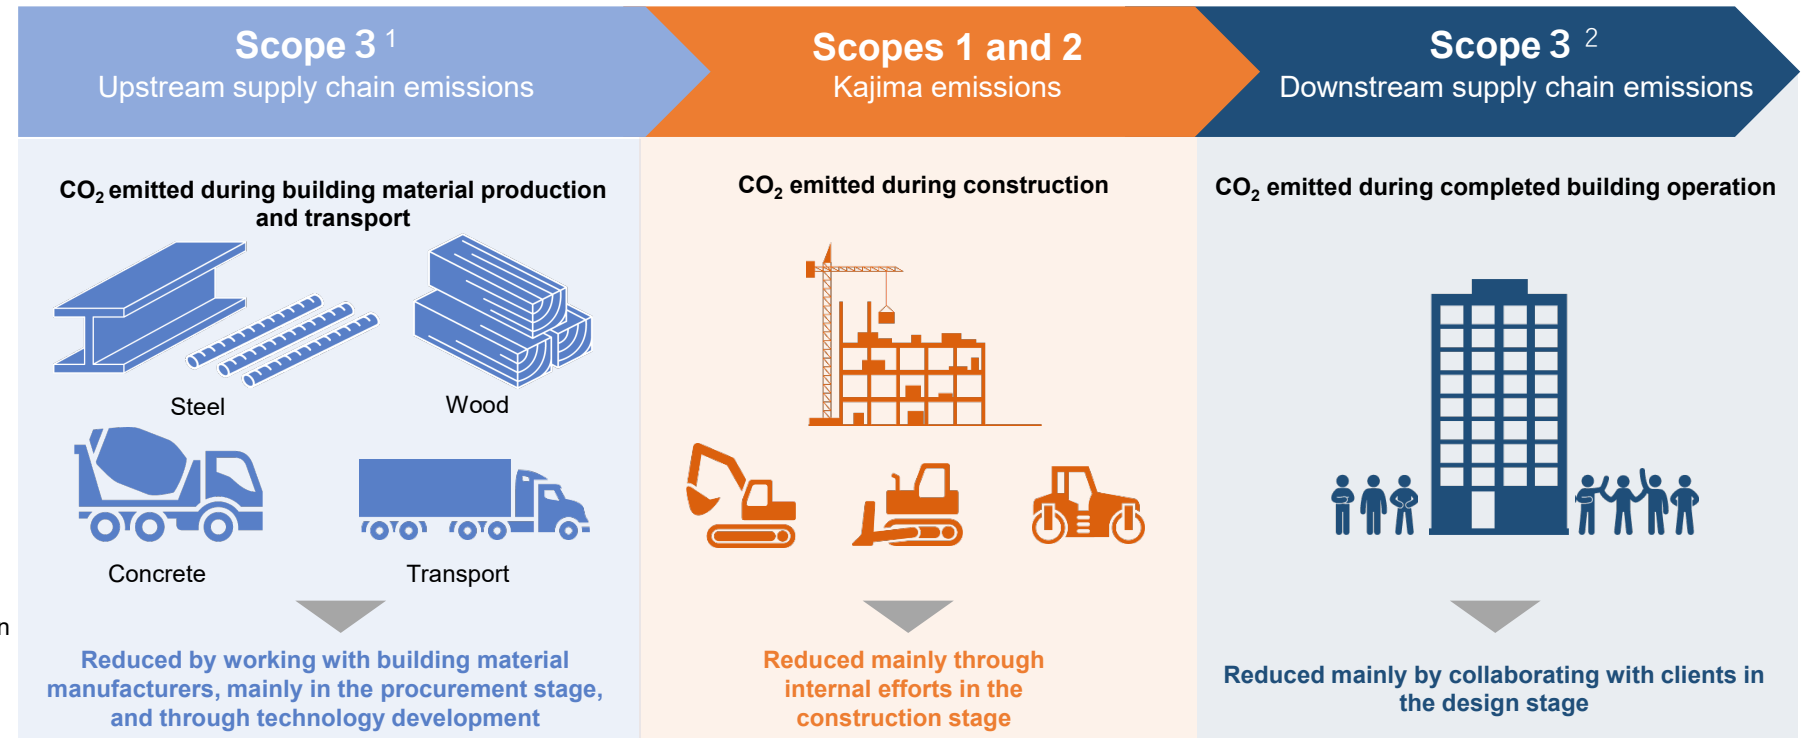 Scope 3 1
Upstream supply chain emissions
Scopes 1 and 2
Kajima emissions
Scope 3 2
Downstream supply chain emissions
CO2 emitted during building material production
and transport
Steel
Wood
Concrete
Transport
Reduced by working with building material
manufacturers, mainly in the procurement stage,
and through technology development
CO2 emitted during construction
Reduced mainly through
internal efforts in the
construction stage
CO2 emitted during completed building operation
Reduced mainly by collaborating with clients in
the design stage